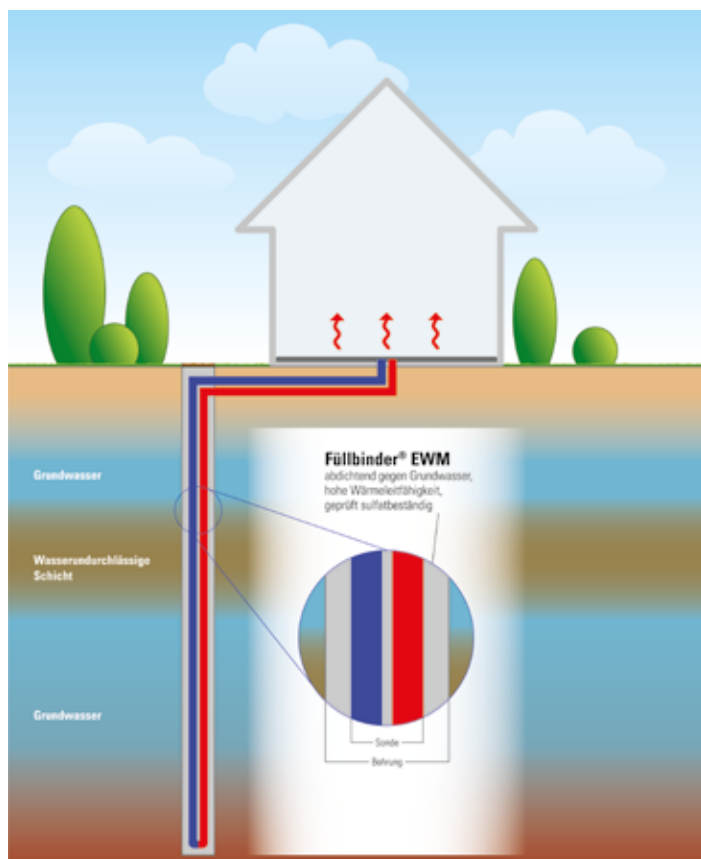 Füllbinder® EWM
abdichtend gegen Grundwasser,
hohe Wärmeleitfähigkeit,
geprüft sulfatbeständig
Grundwasser
Wasserundurchlässige
Schicht
Grundwasser
Sonde
Bohrung